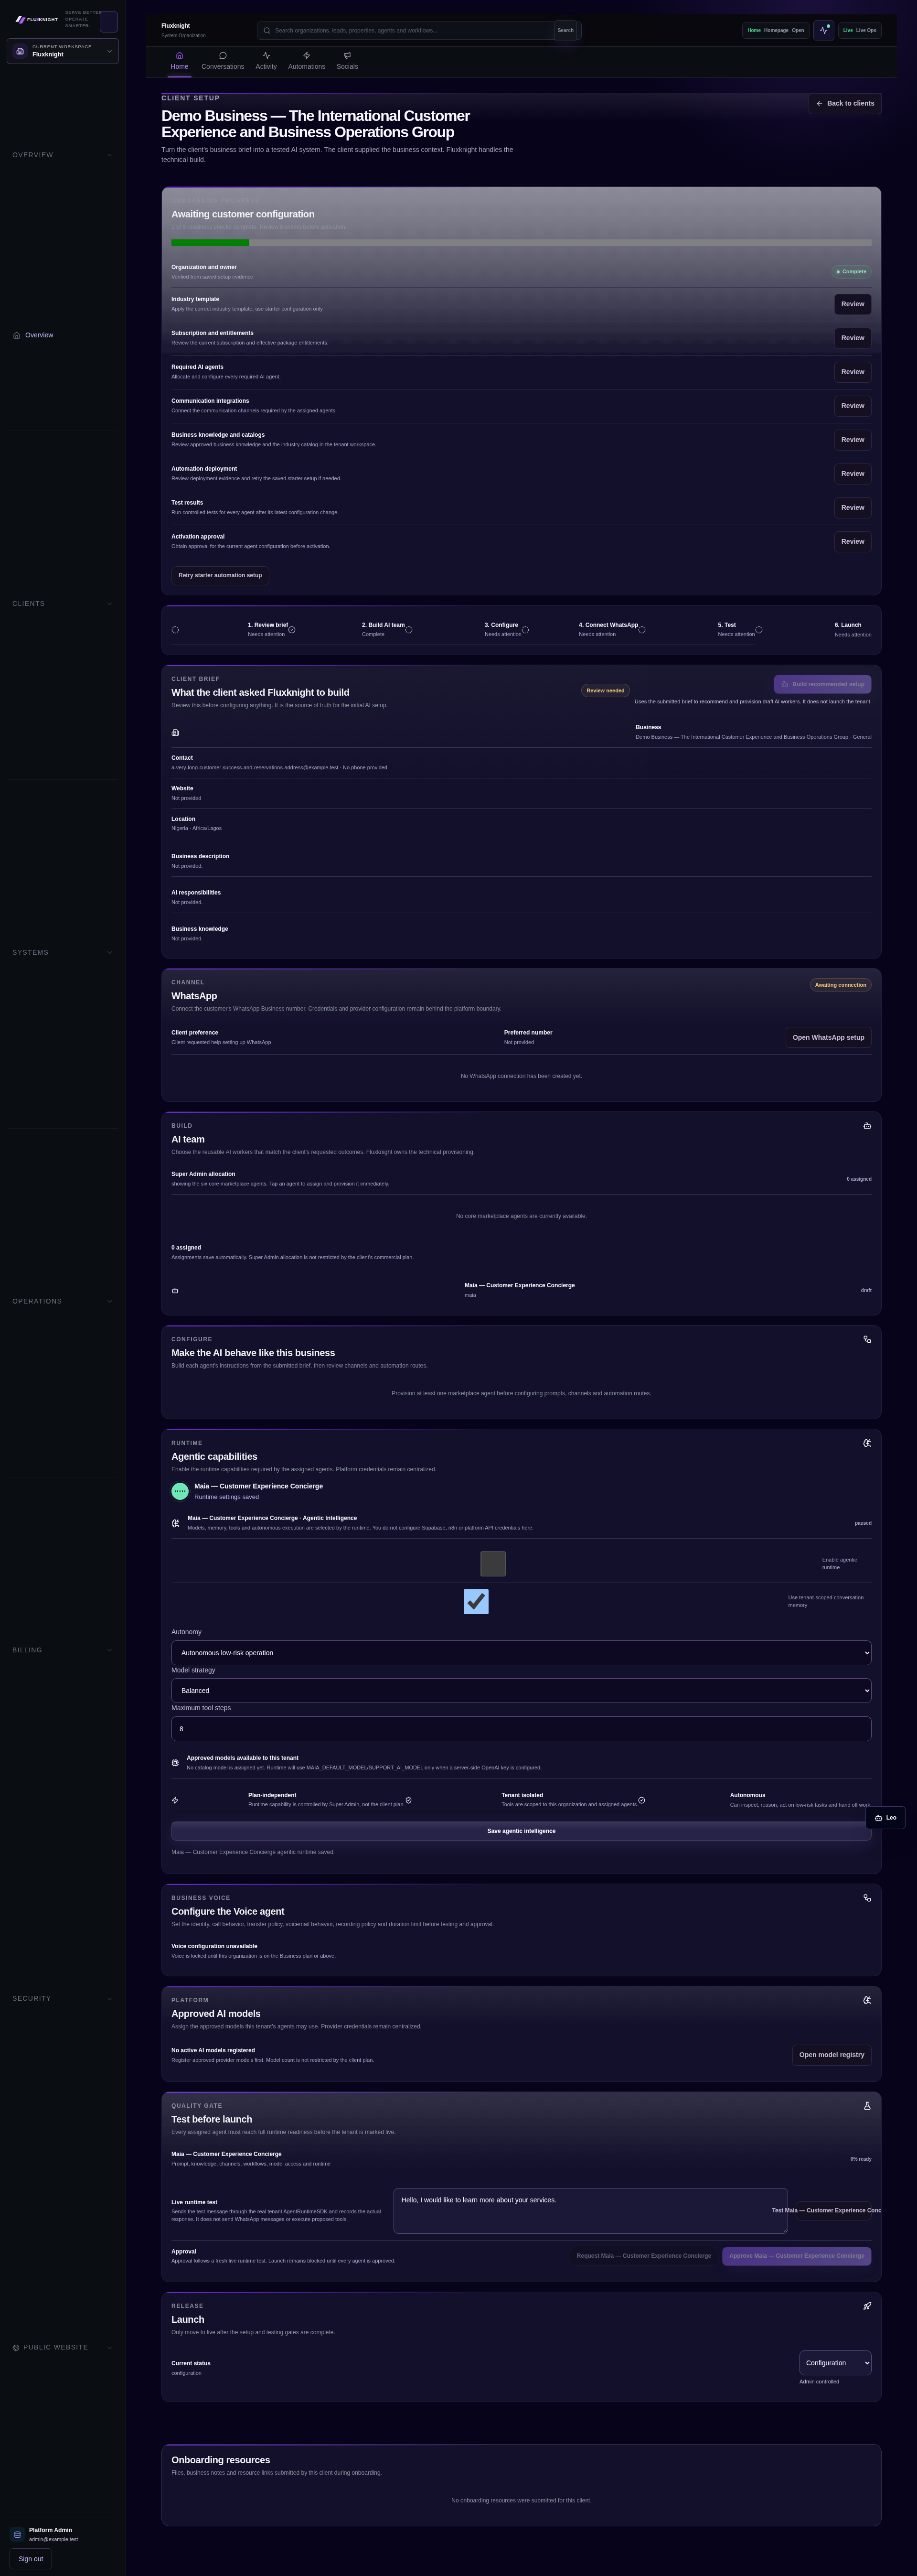 FLUXKNIGHT
SERVE BETTER.
OPERATE
SMARTER.
CURRENT WORKSPACE
Fluxknight
OVERVIEW
Overview
CLIENTS
SYSTEMS
OPERATIONS
BILLING
SECURITY
PUBLIC WEBSITE
Platform Admin
admin@example.test
Sign out
Fluxknight
System Organization
Search organizations, leads, properties, agents and workflows...
Search
Home Homepage Open
Live Live Ops
Home
Conversations
Activity
Automations
Socials
CLIENT SETUP
Demo Business — The International Customer
Experience and Business Operations Group
Turn the client's business brief into a tested AI system. The client supplied the business context. Fluxknight handles the
technical build.
Back to clients
Awaiting customer configuration
Organization and owner
Verified from saved setup evidence
Complete
Industry template
Apply the correct industry template; use starter configuration only.
Review
Subscription and entitlements
Review the current subscription and effective package entitlements.
Review
Required AI agents
Allocate and configure every required AI agent.
Review
Communication integrations
Connect the communication channels required by the assigned agents.
Review
Business knowledge and catalogs
Review approved business knowledge and the industry catalog in the tenant workspace.
Review
Automation deployment
Review deployment evidence and retry the saved starter setup if needed.
Review
Test results
Run controlled tests for every agent after its latest configuration change.
Review
Activation approval
Obtain approval for the current agent configuration before activation.
Review
Retry starter automation setup
1. Review brief
Needs attention
2. Build AI team
Complete
3. Configure
Needs attention
4. Connect WhatsApp
Needs attention
5. Test
Needs attention
6. Launch
Needs attention
CLIENT BRIEF
What the client asked Fluxknight to build
Review this before configuring anything. It is the source of truth for the initial AI setup.
Review needed
Build recommended setup
Uses the submitted brief to recommend and provision draft AI workers. It does not launch the tenant.
Business
Demo Business — The International Customer Experience and Business Operations Group · General
Contact
a-very-long-customer-success-and-reservations-address@example.test · No phone provided
Website
Not provided
Location
Nigeria · Africa/Lagos
Business description
Not provided.
AI responsibilities
Not provided.
Business knowledge
Not provided.
CHANNEL
WhatsApp
Connect the customer's WhatsApp Business number. Credentials and provider configuration remain behind the platform boundary.
Awaiting connection
Client preference
Client requested help setting up WhatsApp
Preferred number
Not provided
Open WhatsApp setup
No WhatsApp connection has been created yet.
BUILD
AI team
Choose the reusable AI workers that match the client's requested outcomes. Fluxknight owns the technical provisioning.
Super Admin allocation
showing the six core marketplace agents. Tap an agent to assign and provision it immediately.
0 assigned
No core marketplace agents are currently available.
0 assigned
Assignments save automatically. Super Admin allocation is not restricted by the client's commercial plan.
Maia — Customer Experience Concierge
maia
draft
CONFIGURE
Make the AI behave like this business
Build each agent's instructions from the submitted brief, then review channels and automation routes.
Provision at least one marketplace agent before configuring prompts, channels and automation routes.
RUNTIME
Agentic capabilities
Enable the runtime capabilities required by the assigned agents. Platform credentials remain centralized.
Maia — Customer Experience Concierge
Runtime settings saved
Maia — Customer Experience Concierge · Agentic Intelligence
Models, memory, tools and autonomous execution are selected by the runtime. You do not configure Supabase, n8n or platform API credentials here.
paused
Enable agentic
runtime
Use tenant-scoped conversation
memory
Autonomy
Autonomous low-risk operation
Model strategy
Balanced
Maximum tool steps
8
Approved models available to this tenant
No catalog model is assigned yet. Runtime will use MAIA_DEFAULT_MODEL/SUPPORT_AI_MODEL only when a server-side OpenAI key is configured.
Plan-independent
Runtime capability is controlled by Super Admin, not the client plan.
Tenant isolated
Tools are scoped to this organization and assigned agents.
Autonomous
Can inspect, reason, act on low-risk tasks and hand off work.
Leo
Save agentic intelligence
Maia — Customer Experience Concierge agentic runtime saved.
BUSINESS VOICE
Configure the Voice agent
Set the identity, call behavior, transfer policy, voicemail behavior, recording policy and duration limit before testing and approval.
Voice configuration unavailable
Voice is locked until this organization is on the Business plan or above.
PLATFORM
Approved AI models
Assign the approved models this tenant's agents may use. Provider credentials remain centralized.
No active AI models registered
Register approved provider models first. Model count is not restricted by the client plan.
Open model registry
QUALITY GATE
Test before launch
Every assigned agent must reach full runtime readiness before the tenant is marked live.
Maia — Customer Experience Concierge
Prompt, knowledge, channels, workflows, model access and runtime
Live runtime test
Sends the test message through the real tenant AgentRuntimeSDK and records the actual
response. It does not send WhatsApp messages or execute proposed tools.
Hello, I would like to learn more about your services.
Test Maia — Customer Experience Conc
Approval
Approval follows a fresh live runtime test. Launch remains blocked until every agent is approved.
Request Maia — Customer Experience Concierge
Approve Maia — Customer Experience Concierge
RELEASE
Launch
Only move to live after the setup and testing gates are complete.
Current status
configuration
Configuration
Admin controlled
Onboarding resources
Files, business notes and resource links submitted by this client during onboarding.
No onboarding resources were submitted for this client.